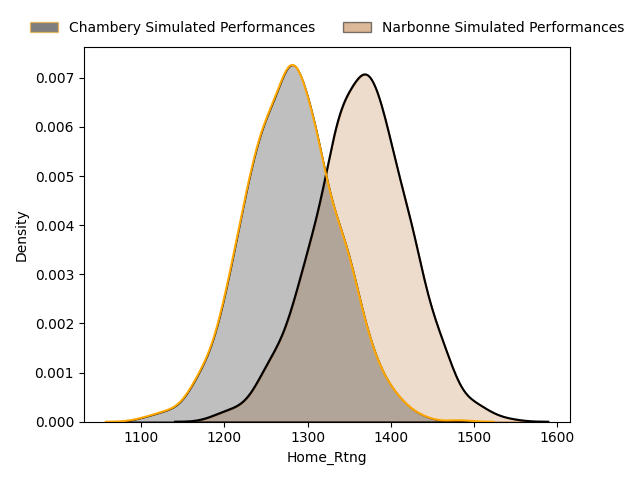 Chambery Simulated Performances Narbonne Simulated Performances
0.007
0.006
0.005
0.004
0.003
0.002
0.001
0.000
Density
1100 1200 1300 1400 1500 1600
Home_Rtng